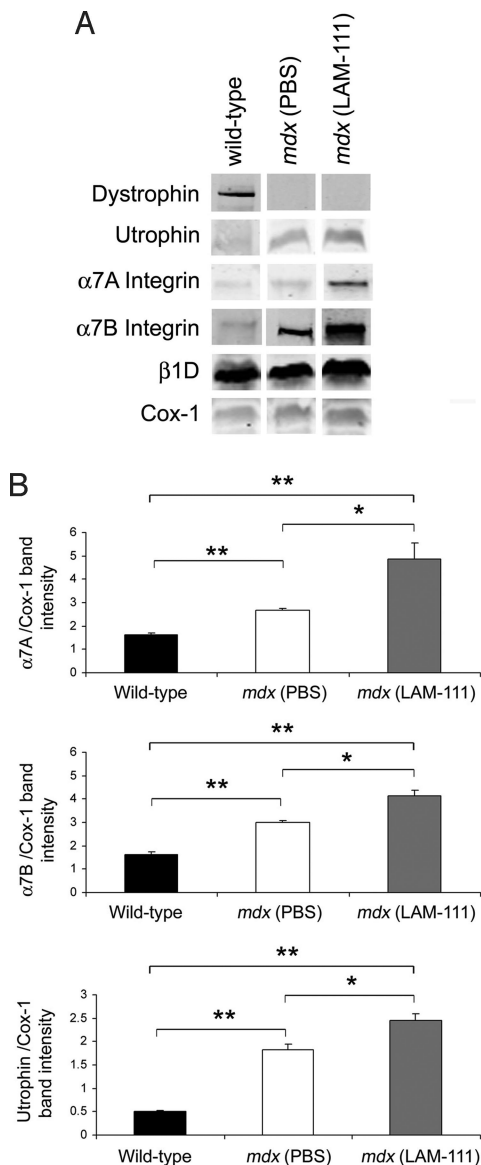 A
wild-type
mdx (PBS)
mdx (LAM-111)
Dystrophin
Utrophin
α7A Integrin
α7B Integrin
β1D
Cox-1
B
**
*
**
α7A /Cox-1 band
intensity
6
5
4
3
2
1
0
Wild-type mdx (PBS) mdx (LAM-111)
**
*
**
α7B /Cox-1 band
intensity
6
5
4
3
2
1
0
Wild-type mdx (PBS) mdx (LAM-111)
**
*
**
Utrophin /Cox-1
band intensity
3
2.5
2
1.5
1
0.5
0
Wild-type mdx (PBS) mdx (LAM-111)